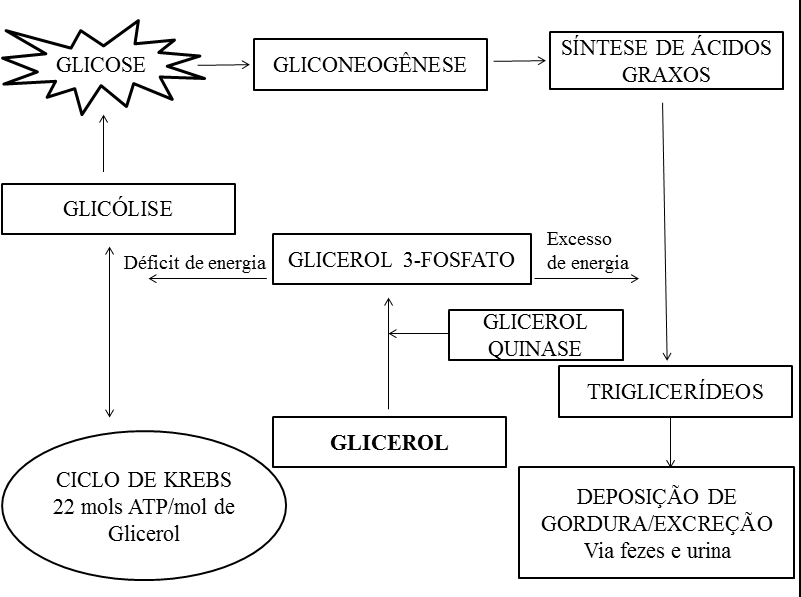 GLICOSE
GLICONEOGÊNESE
SÍNTESE DE ÁCIDOS
GRAXOS
GLICÓLISE
Déficit de energia
GLICEROL 3-FOSFATO
Excesso
de energia
GLICEROL
QUINASE
TRIGLICERÍDEOS
GLICEROL
CICLO DE KREBS
22 mols ATP/mol de
Glicerol
DEPOSIÇÃO DE
GORDURA/EXCREÇÃO
Via fezes e urina